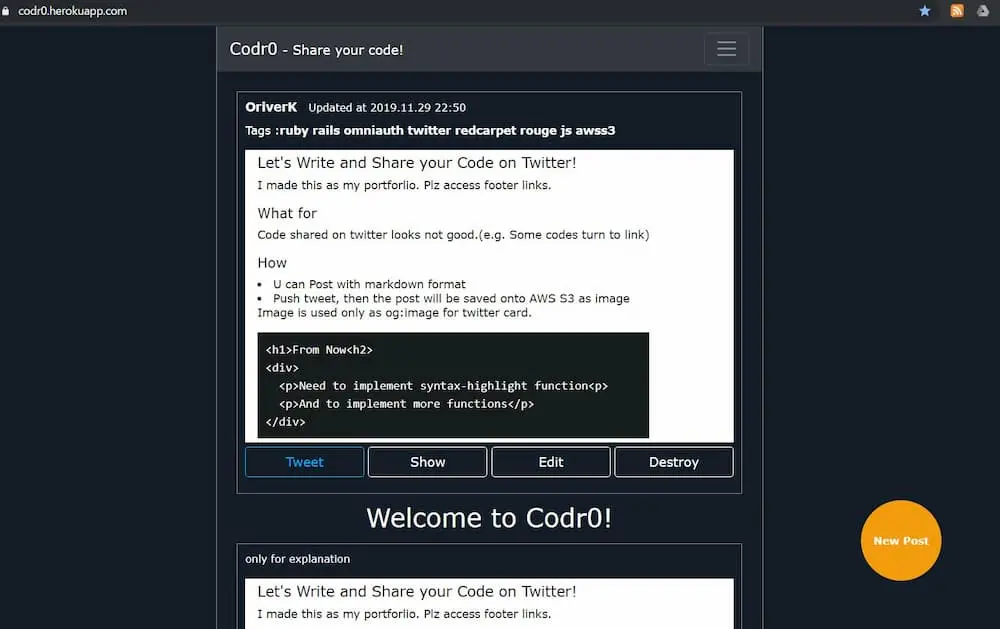 codr0.herokuapp.com
Codr0 - Share your code!
OriverK Updated at 2019.11.29 22:50
Tags :ruby rails omniauth twitter redcarpet rouge js awss3
Let's Write and Share your Code on Twitter!
I made this as my portforlio. Plz access footer links.
What for
Code shared on twitter looks not good.(e.g. Some codes turn to link)
How
• U can Post with markdown format
• Push tweet, then the post will be saved onto AWS S3 as image
Image is used only as og:image for twitter card.
<h1>From Now<h2>
<div>
  <p>Need to implement syntax-highlight function<p>
  <p>And to implement more functions</p>
</div>
Tweet Show Edit Destroy
Welcome to Codr0!
New Post
only for explanation
Let's Write and Share your Code on Twitter!
I made this as my portforlio. Plz access footer links.